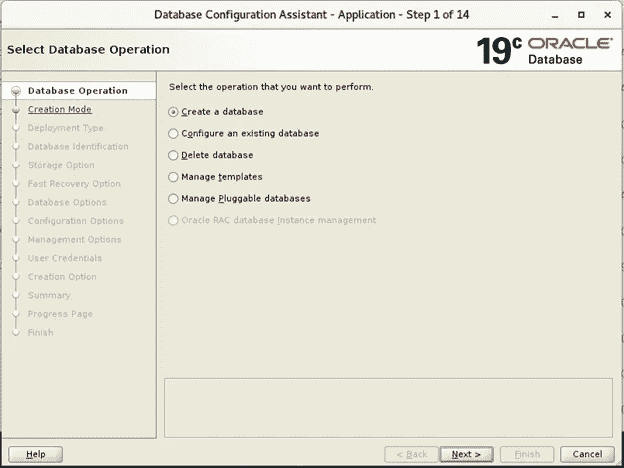 Database Configuration Assistant - Application - Step 1 of 14
Select Database Operation
19c ORACLE
Database
Database Operation
Creation Mode
Deployment Type
Database Identification
Storage Option
Fast Recovery Option
Database Options
Configuration Options
Management Options
User Credentials
Creation Option
Summary
Progress Page
Finish
Select the operation that you want to perform.
Create a database
Configure an existing database
Delete database
Manage templates
Manage Pluggable databases
Oracle RAC database Instance management
Help
< Back
Next >
Finish
Cancel